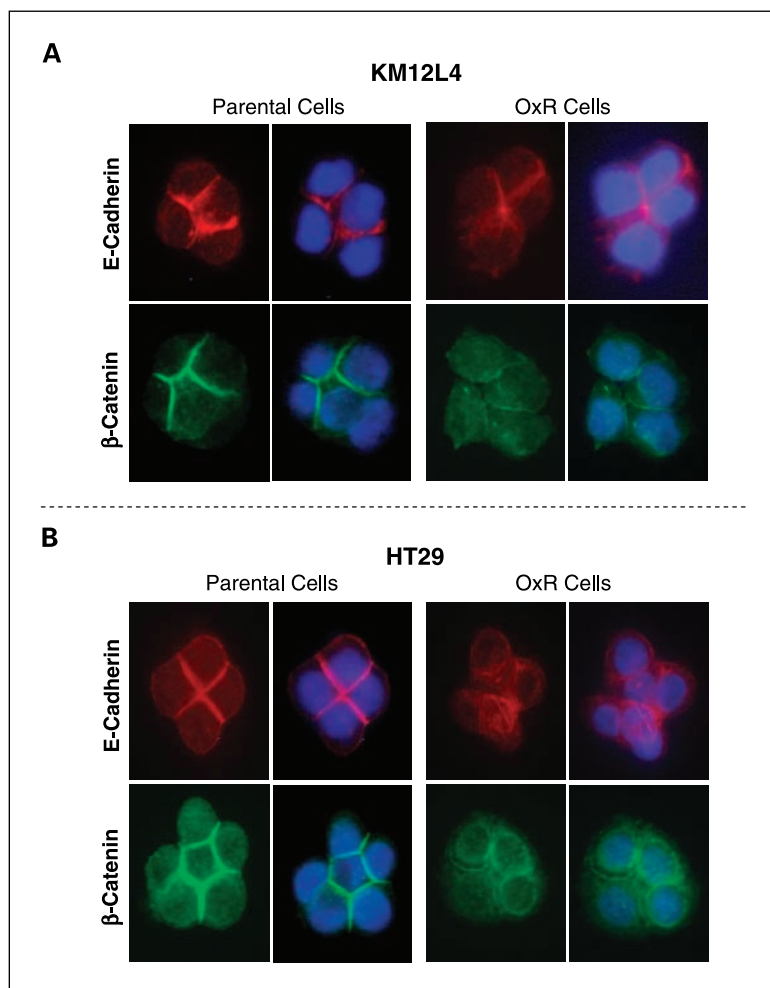 A
KM12L4
Parental Cells OxR Cells
E-Cadherin
β-Catenin
B
HT29
Parental Cells OxR Cells
E-Cadherin
β-Catenin